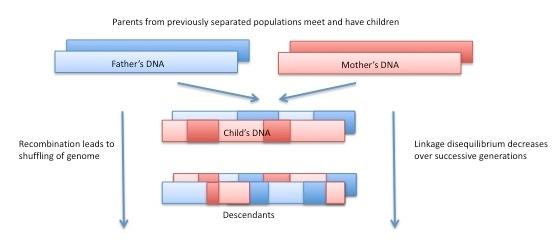 Parents from previously separated populations meet and have children
Father's DNA
Mother's DNA
Child's DNA
Recombination leads to
shuffling of genome
Linkage disequilibrium decreases
over successive generations
Descendants